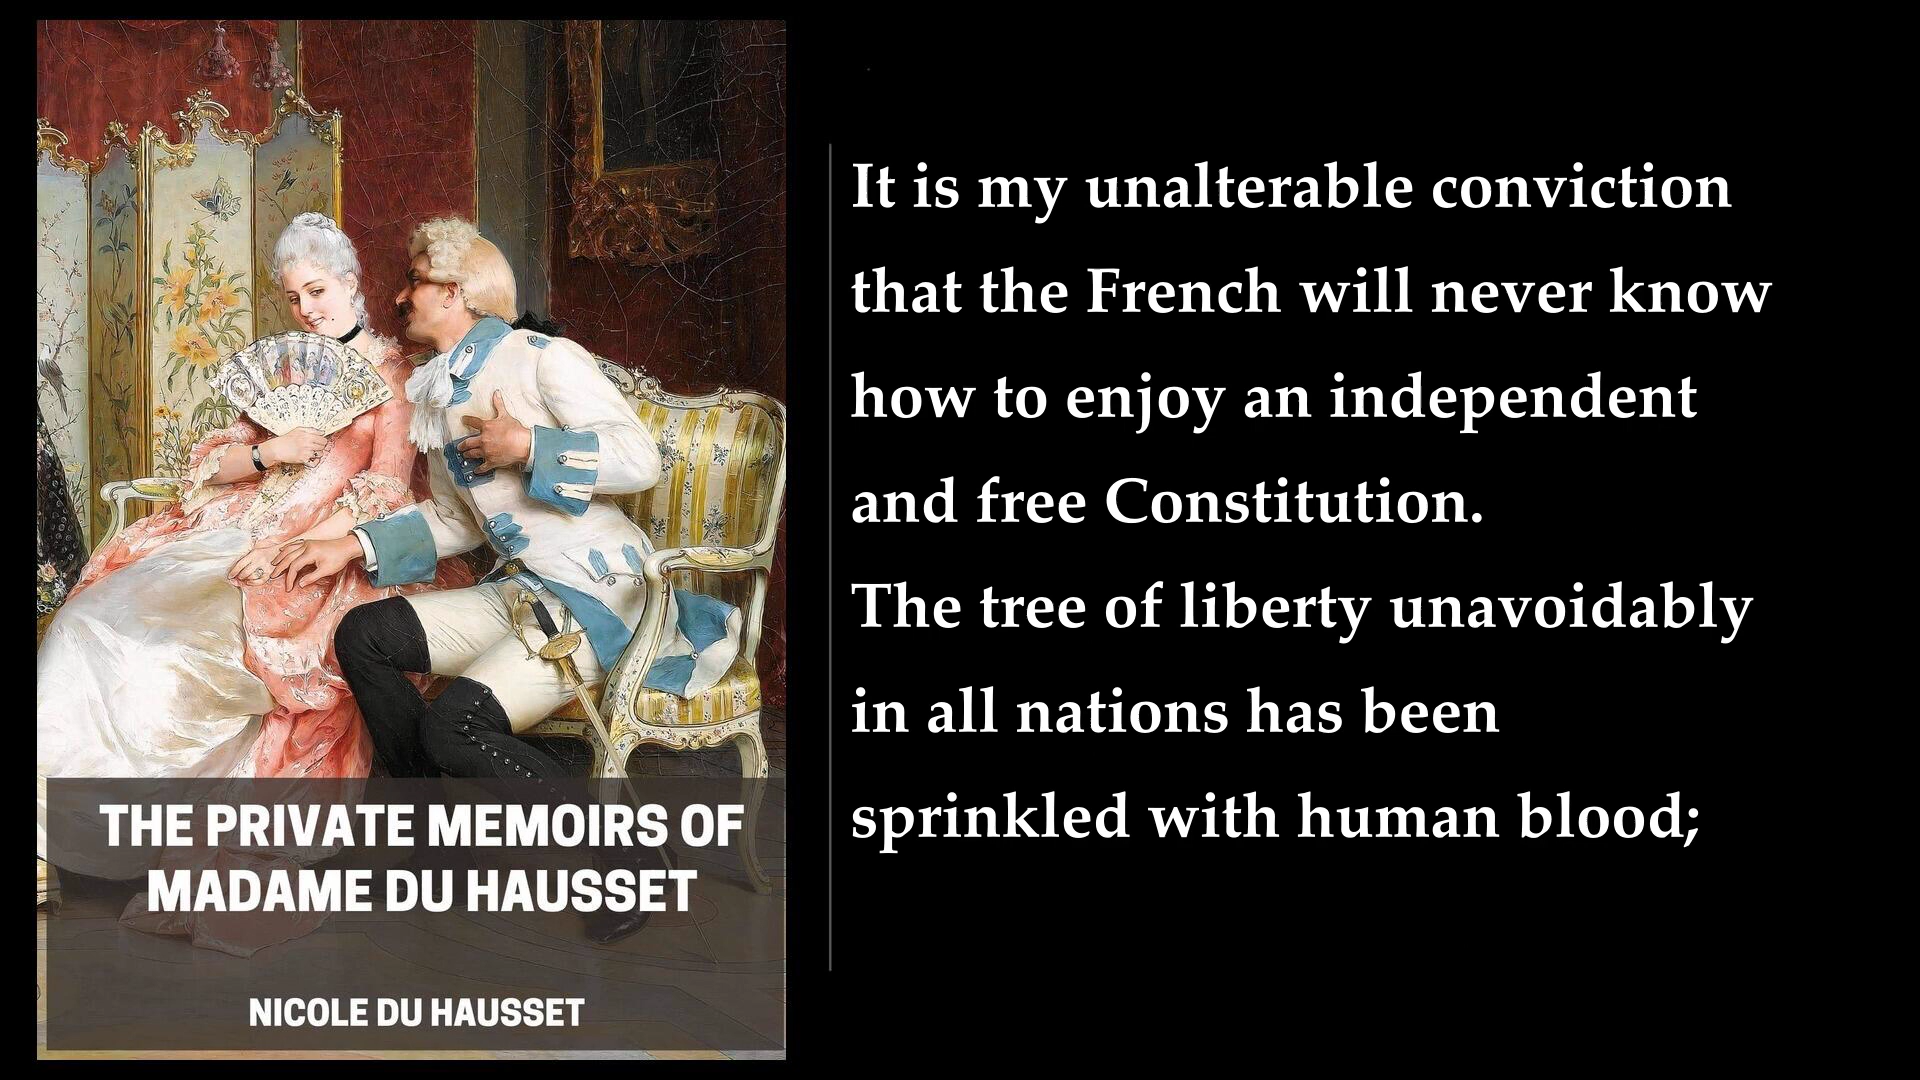 THE PRIVATE MEMOIRS OF
MADAME DU HAUSSET
NICOLE DU HAUSSET
It is my unalterable conviction
that the French will never know
how to enjoy an independent
and free Constitution.
The tree of liberty unavoidably
in all nations has been
sprinkled with human blood;